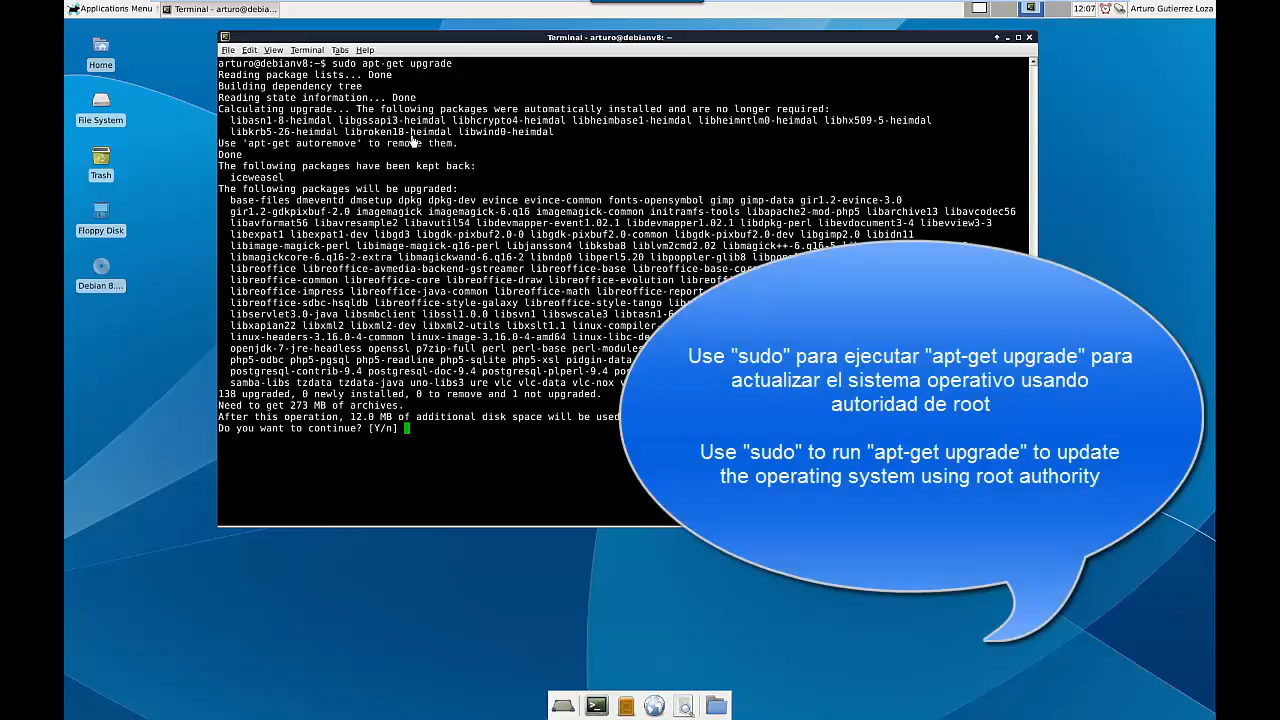 Applications Menu
Terminal - arturo@debia...
12:07
Arturo Gutierrez Loza
Home
File System
Trash
Floppy Disk
Debian 8....
Terminal - arturo@debianv8: ~
File Edit View Terminal Tabs Help
arturo@debianv8:~$ sudo apt-get upgrade
Reading package lists... Done
Building dependency tree
Reading state information... Done
Calculating upgrade... The following packages were automatically installed and are no longer required:
libasn1-8-heimdal libgssapi3-heimdal libhcrypto4-heimdal libheimbase1-heimdal libheimntlm0-heimdal libhx509-5-heimdal
libkrb5-26-heimdal libroken18-heimdal libwind0-heimdal
Use 'apt-get autoremove' to remove them.
Done
The following packages have been kept back:
iceweasel
The following packages will be upgraded:
base-files dmeventd dmsetup dpkg dpkg-dev evince evince-common fonts-opensymbol gimp gimp-data gir1.2-evince-3.0
gir1.2-gdkpixbuf-2.0 imagemagick imagemagick-6.q16 imagemagick-common initramfs-tools libapache2-mod-php5 libarchive13 libavcodec56
libavformat56 libavresample2 libavutil54 libdevmapper-event1.02.1 libdevmapper1.02.1 libdpkg-perl libevdocument3-4 libevview3-3
libexpat1 libexpat1-dev libgd3 libgdk-pixbuf2.0-0 libgdk-pixbuf2.0-common libgdk-pixbuf2.0-dev libgimp2.0 libidn11
libimage-magick-perl libimage-magick-q16-perl libjansson4 libksba8 liblvm2cmd2.02 libmagick++-6.q16-5
libmagickcore-6.q16-2-extra libmagickwand-6.q16-2 libndp0 libperl5.20 libpoppler-glib8
libreoffice libreoffice-avmedia-backend-gstreamer libreoffice-base
libreoffice-common libreoffice-core libreoffice-draw libreoffice-evolution
libreoffice-impress libreoffice-java-common libreoffice-math
libreoffice-sdbc-hsqldb libreoffice-style-galaxy libreoffice-style-tango
libservlet3.0-java libsmbclient libssl1.0.0 libsvn1 libswscale3
libxapian22 libxml2 libxml2-dev libxml2-utils libxslt1.1
linux-headers-3.16.0-4-common linux-image-3.16.0-4-amd64
openjdk-7-jre-headless openssl p7zip-full perl perl-base perl-modules
php5-odbc php5-pgsql php5-readline php5-sqlite php5-xsl pidgin-data
postgresql-contrib-9.4 postgresql-plperl-9.4
samba-libs tzdata tzdata-java uno-libs3 ure vlc vlc-data vlc-nox
138 upgraded, 0 newly installed, 0 to remove and 1 not upgraded.
Need to get 273 MB of archives.
After this operation, 12.0 MB of additional disk space will be used
Do you want to continue? [Y/n]
Use "sudo" para ejecutar "apt-get upgrade" para
actualizar el sistema operativo usando
autoridad de root
Use "sudo" to run "apt-get upgrade" to update
the operating system using root authority